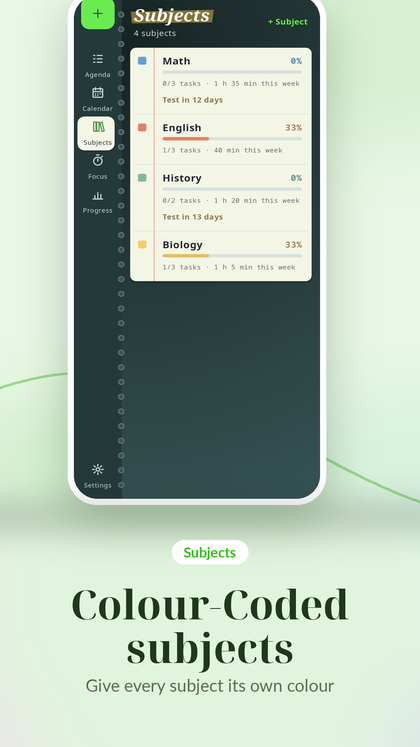 +
Agenda
Calendar
Subjects
Focus
Progress
Settings
Subjects
+ Subject
4 subjects
Math 0%
0/3 tasks · 1 h 35 min this week
Test in 12 days
English 33%
1/3 tasks · 40 min this week
History 0%
0/2 tasks · 1 h 20 min this week
Test in 13 days
Biology 33%
1/3 tasks · 1 h 5 min this week
Subjects
Colour-Coded
subjects
Give every subject its own colour